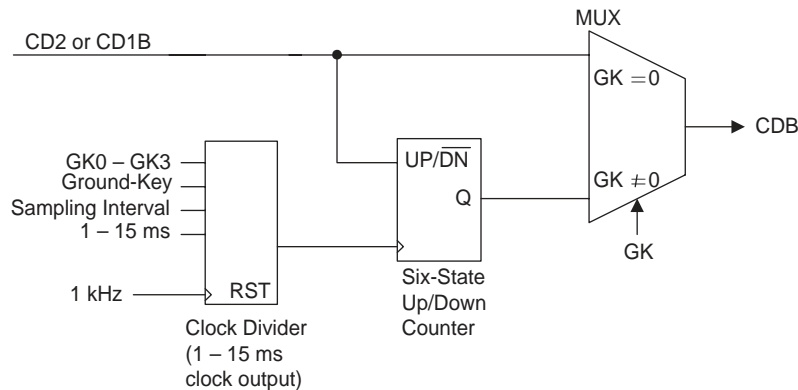 MUX
CD2 or CD1B
GK = 0
CDB
GK0 – GK3
Ground-Key
Sampling Interval
1 – 15 ms
UP/D̅N̅
Q
GK ≠ 0
GK
1 kHz
RST
Six-State
Up/Down
Counter
Clock Divider
(1 – 15 ms
clock output)